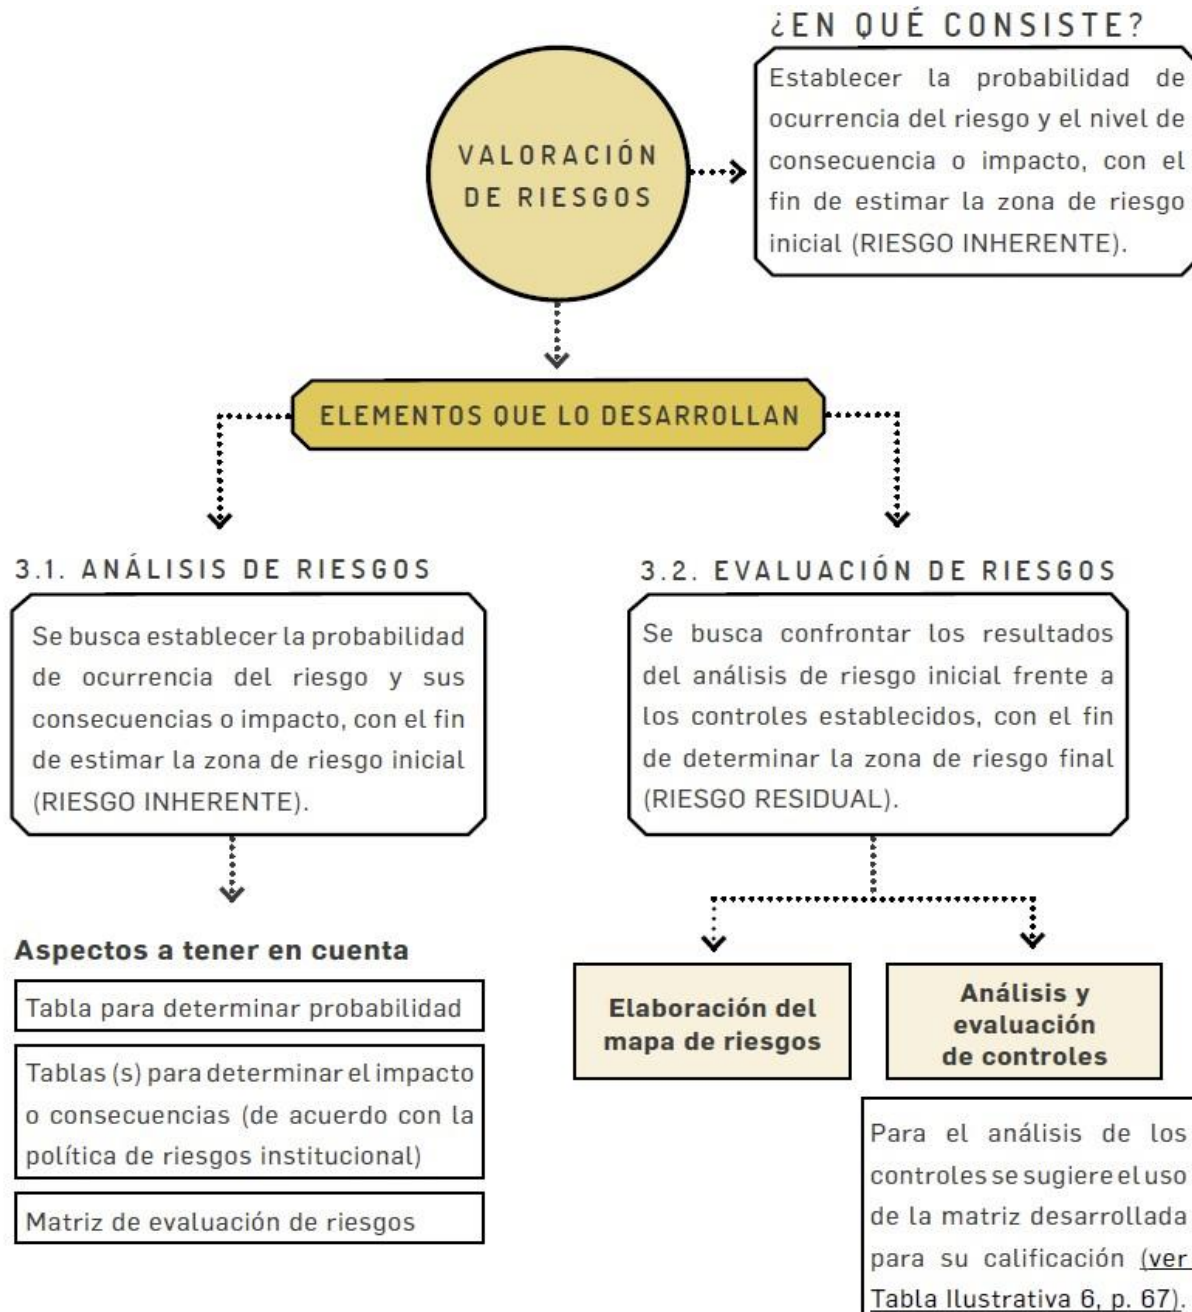 ¿EN QUÉ CONSISTE?
Establecer la probabilidad de
ocurrencia del riesgo y el nivel de
consecuencia o impacto, con el
fin de estimar la zona de riesgo
inicial (RIESGO INHERENTE).
VALORACIÓN
DE RIESGOS
ELEMENTOS QUE LO DESARROLLAN
3.1. ANÁLISIS DE RIESGOS
Se busca establecer la probabilidad
de ocurrencia del riesgo y sus
consecuencias o impacto, con el fin
de estimar la zona de riesgo inicial
(RIESGO INHERENTE).
Aspectos a tener en cuenta
Tabla para determinar probabilidad
Tablas (s) para determinar el impacto
o consecuencias (de acuerdo con la
política de riesgos institucional)
Matriz de evaluación de riesgos
3.2. EVALUACIÓN DE RIESGOS
Se busca confrontar los resultados
del análisis de riesgo inicial frente a
los controles establecidos, con el fin
de determinar la zona de riesgo final
(RIESGO RESIDUAL).
Elaboración del
mapa de riesgos
Análisis y
evaluación
de controles
Para el análisis de los
controles se sugiere el uso
de la matriz desarrollada
para su calificación (ver
Tabla Ilustrativa 6, p. 67).